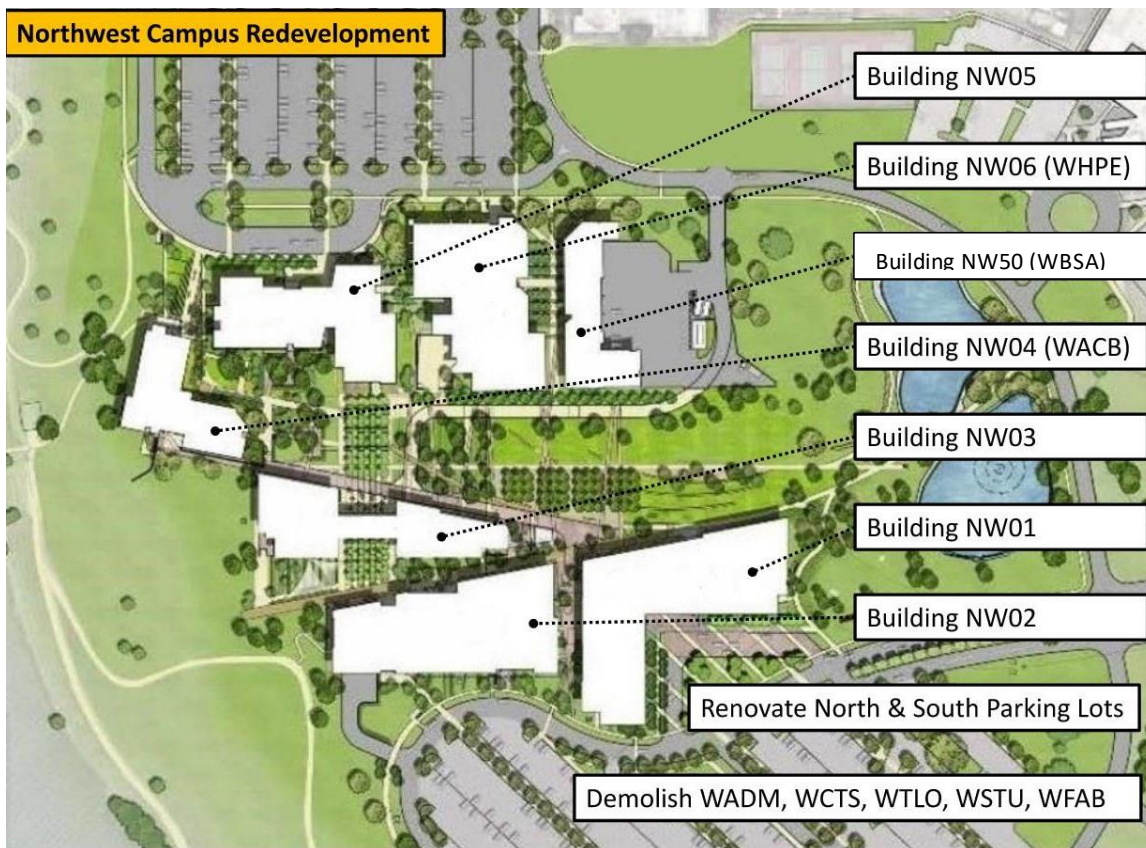 Northwest Campus Redevelopment
Building NW05
Building NW06 (WHPE)
Building NW50 (WBSA)
Building NW04 (WACB)
Building NW03
Building NW01
Building NW02
Renovate North & South Parking Lots
Demolish WADM, WCTS, WTLO, WSTU, WFAB